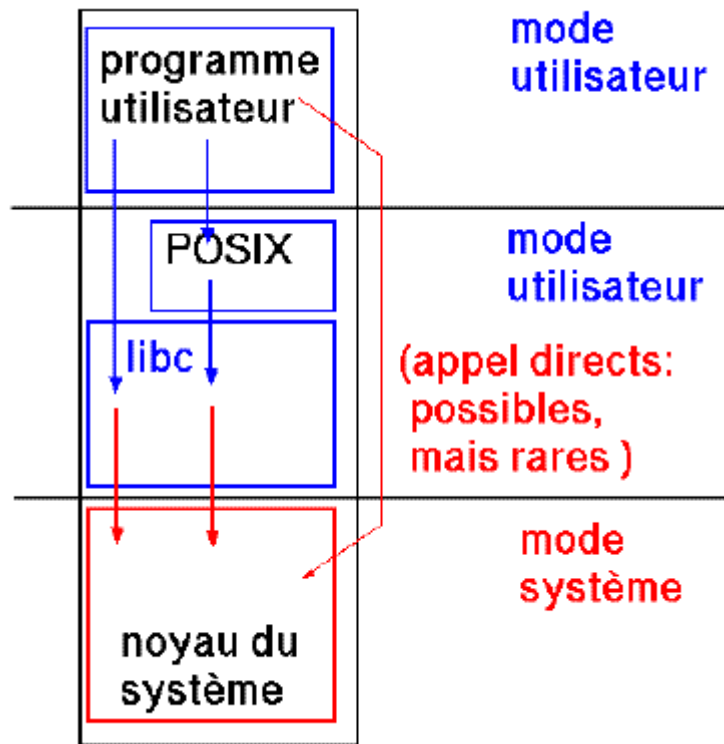 mode
utilisateur
programme
utilisateur
POSIX
mode
utilisateur
libc
(appel directs:
possibles,
mais rares )
mode
système
noyau du
système